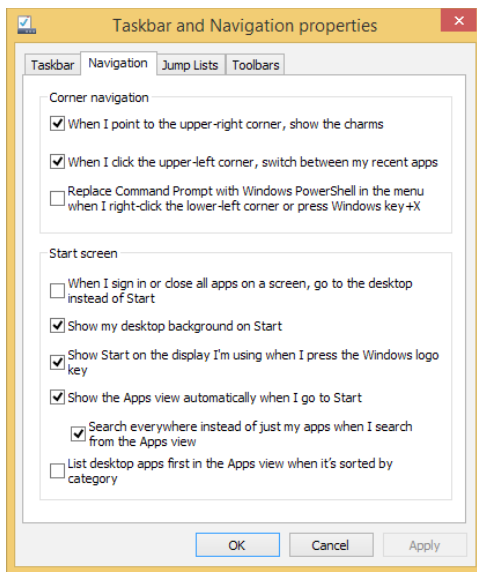 Taskbar and Navigation properties
Taskbar
Navigation
Jump Lists
Toolbars
Corner navigation
When I point to the upper-right corner, show the charms
When I click the upper-left corner, switch between my recent apps
Replace Command Prompt with Windows PowerShell in the menu
when I right-click the lower-left corner or press Windows key+X
Start screen
When I sign in or close all apps on a screen, go to the desktop
instead of Start
Show my desktop background on Start
Show Start on the display I'm using when I press the Windows logo
key
Show the Apps view automatically when I go to Start
Search everywhere instead of just my apps when I search
from the Apps view
List desktop apps first in the Apps view when it's sorted by
category
OK
Cancel
Apply